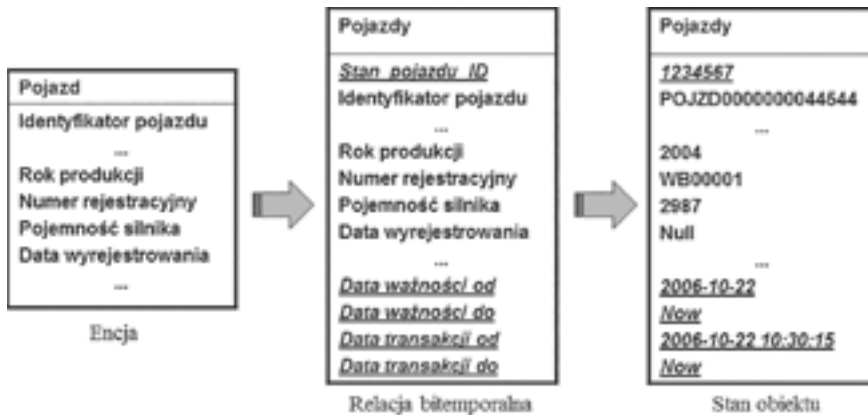 Pojazd
Identyfikator pojazdu
...
Rok produkcji
Numer rejestracyjny
Pojemność silnika
Data wyrejestrowania
...
Encja
Pojazdy
Stan pojazdu ID
Identyfikator pojazdu
...
Rok produkcji
Numer rejestracyjny
Pojemność silnika
Data wyrejestrowania
...
Data ważności od
Data ważności do
Data transakcji od
Data transakcji do
Relacja bitemporalna
Pojazdy
1234567
POJZD0000000044544
...
2004
WB00001
2987
Null
...
2006-10-22
Now
2006-10-22 10:30:15
Now
Stan obiektu